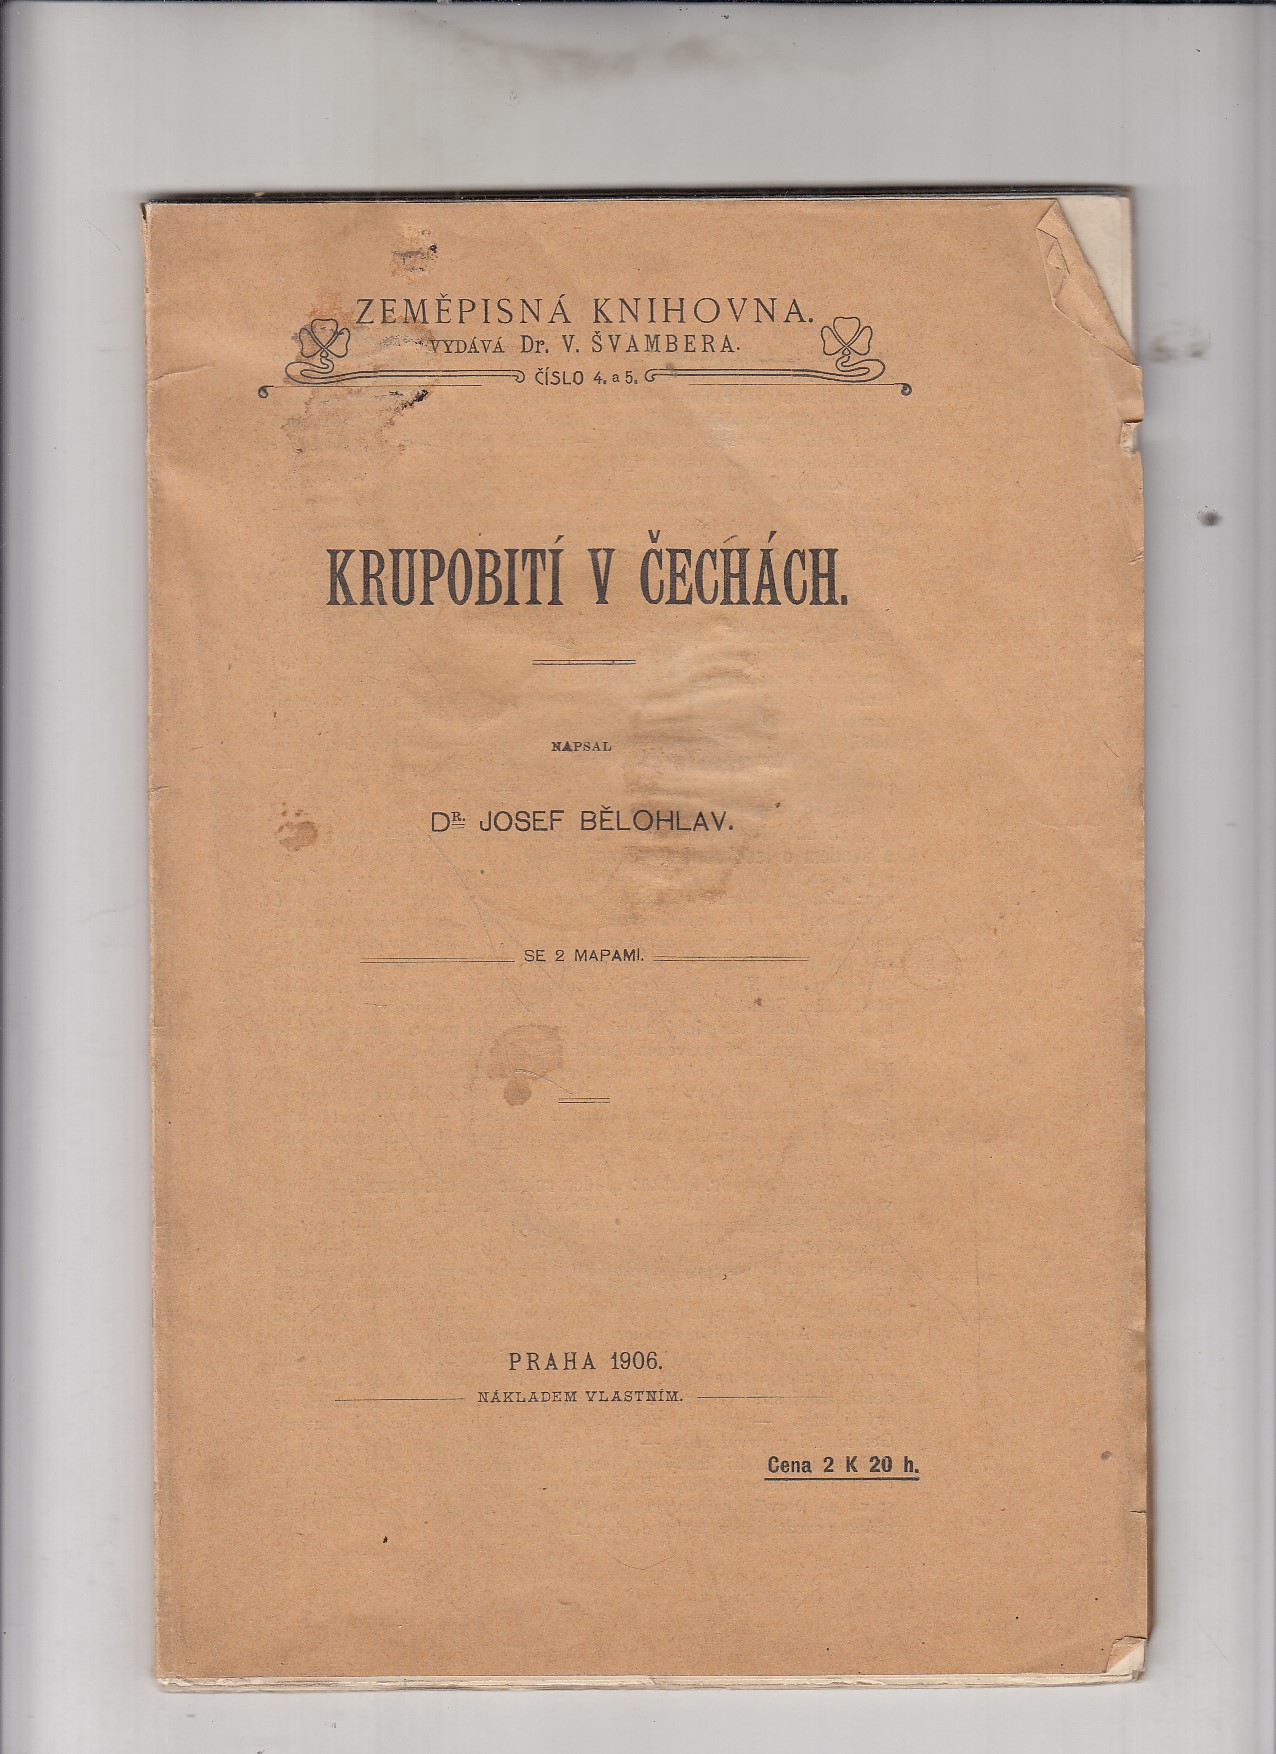 ZEMĚPISNÁ KNIHOVNA.
VYDÁVÁ Dr. V. ŠVAMBERA.
ČÍSLO 4. a 5.
KRUPOBITÍ V ČECHÁCH.
NAPSAL
DR. JOSEF BĚLOHLAV.
SE 2 MAPAMI.
PRAHA 1906.
NÁKLADEM VLASTNÍM.
Cena 2 K 20 h.